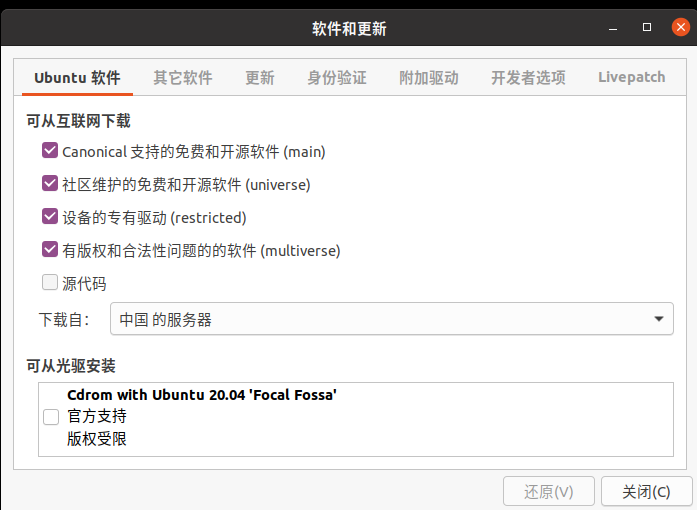 软件和更新
Ubuntu 软件 其它软件 更新 身份验证 附加驱动 开发者选项 Livepatch
可从互联网下载
Canonical 支持的免费和开源软件 (main)
社区维护的免费和开源软件 (universe)
设备的专有驱动 (restricted)
有版权和合法性问题的的软件 (multiverse)
源代码
下载自： 中国 的服务器
可从光驱安装
Cdrom with Ubuntu 20.04 'Focal Fossa'
官方支持
版权受限
还原(V) 关闭(C)